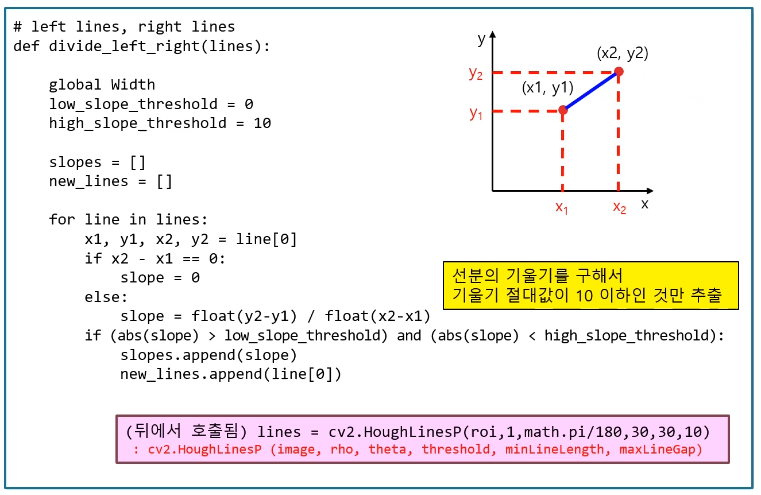 # left lines, right lines
def divide_left_right(lines):
    global Width
    low_slope_threshold = 0
    high_slope_threshold = 10
    slopes = []
    new_lines = []
    for line in lines:
        x1, y1, x2, y2 = line[0]
        if x2 - x1 == 0:
            slope = 0
        else:
            slope = float(y2-y1) / float(x2-x1)
        if (abs(slope) > low_slope_threshold) and (abs(slope) < high_slope_threshold):
            slopes.append(slope)
            new_lines.append(line[0])
y
(x2, y2)
y2
(x1, y1)
y1
x1
x2
x
선분의 기울기를 구해서
기울기 절대값이 10 이하인 것만 추출
(뒤에서 호출됨) lines = cv2.HoughLinesP(roi,1,math.pi/180,30,30,10)
: cv2.HoughLinesP (image, rho, theta, threshold, minLineLength, maxLineGap)